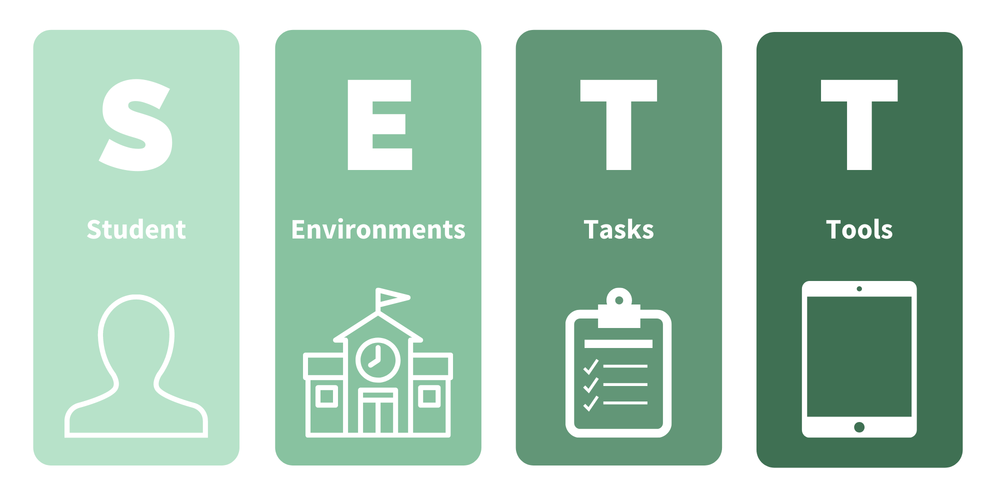 S
E
T
T
Student
Environments
Tasks
Tools